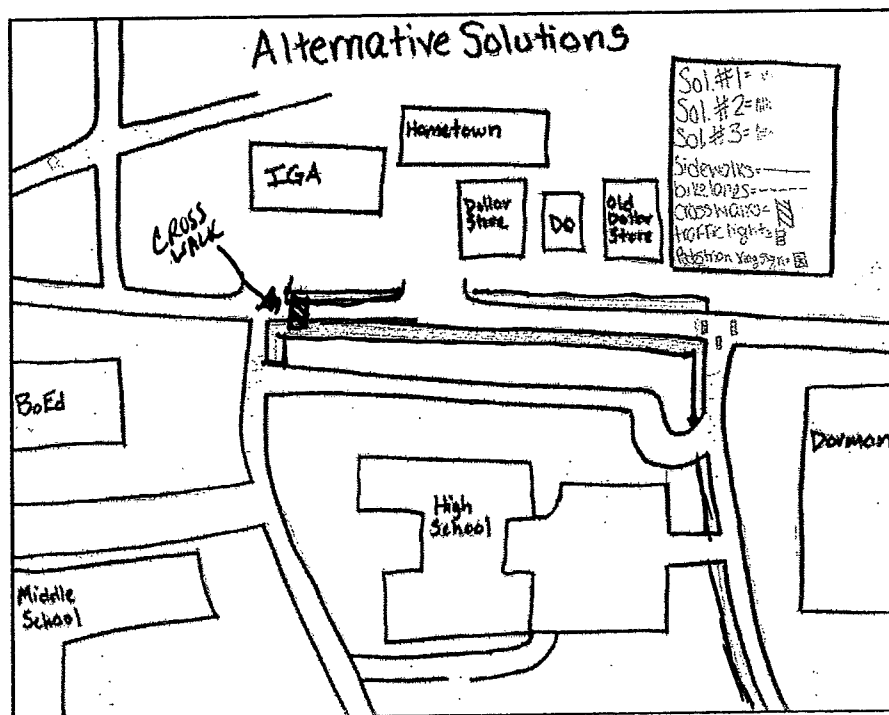 Alternative Solutions
Sol. #1=
Sol. #2=
Sol. #3=
Sidewalks=
bike lanes=
Crosswalks=
traffic light=
Hometown
IGA
Dollar
Store
DQ
Old
Dollar
Store
CROSS
WALK
BoEd
Dorman
High
School
Middle
School